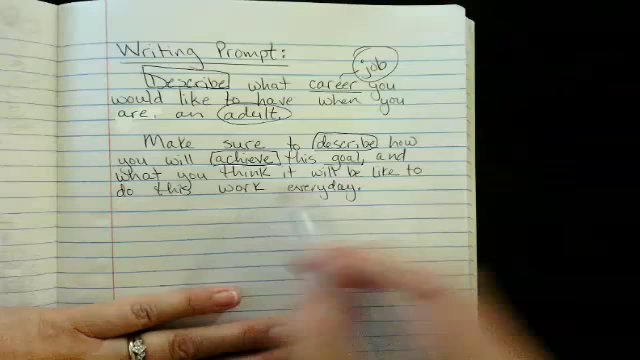 Writing Prompt:
job
Describe what career you
would like to have when you
are an adult.
Make sure to describe how
you will achieve this goal, and
what you think it will be like to
do this work everyday.